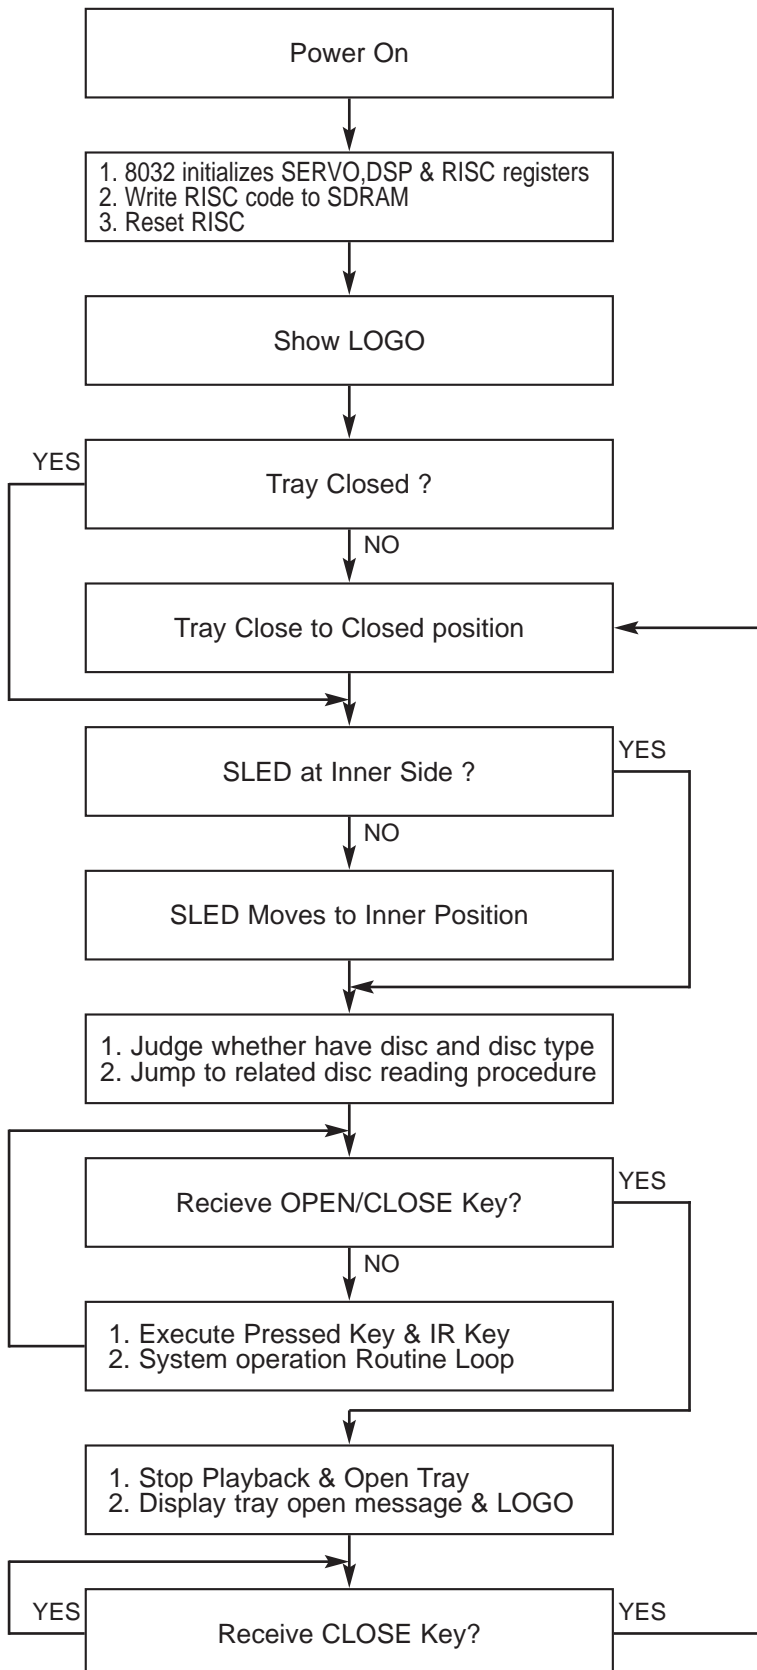 Power On
1. 8032 initializes SERVO,DSP & RISC registers
2. Write RISC code to SDRAM
3. Reset RISC
Show LOGO
YES
Tray Closed ?
NO
Tray Close to Closed position
SLED at Inner Side ?
YES
NO
SLED Moves to Inner Position
1. Judge whether have disc and disc type
2. Jump to related disc reading procedure
Recieve OPEN/CLOSE Key?
YES
NO
1. Execute Pressed Key & IR Key
2. System operation Routine Loop
1. Stop Playback & Open Tray
2. Display tray open message & LOGO
YES
Receive CLOSE Key?
YES